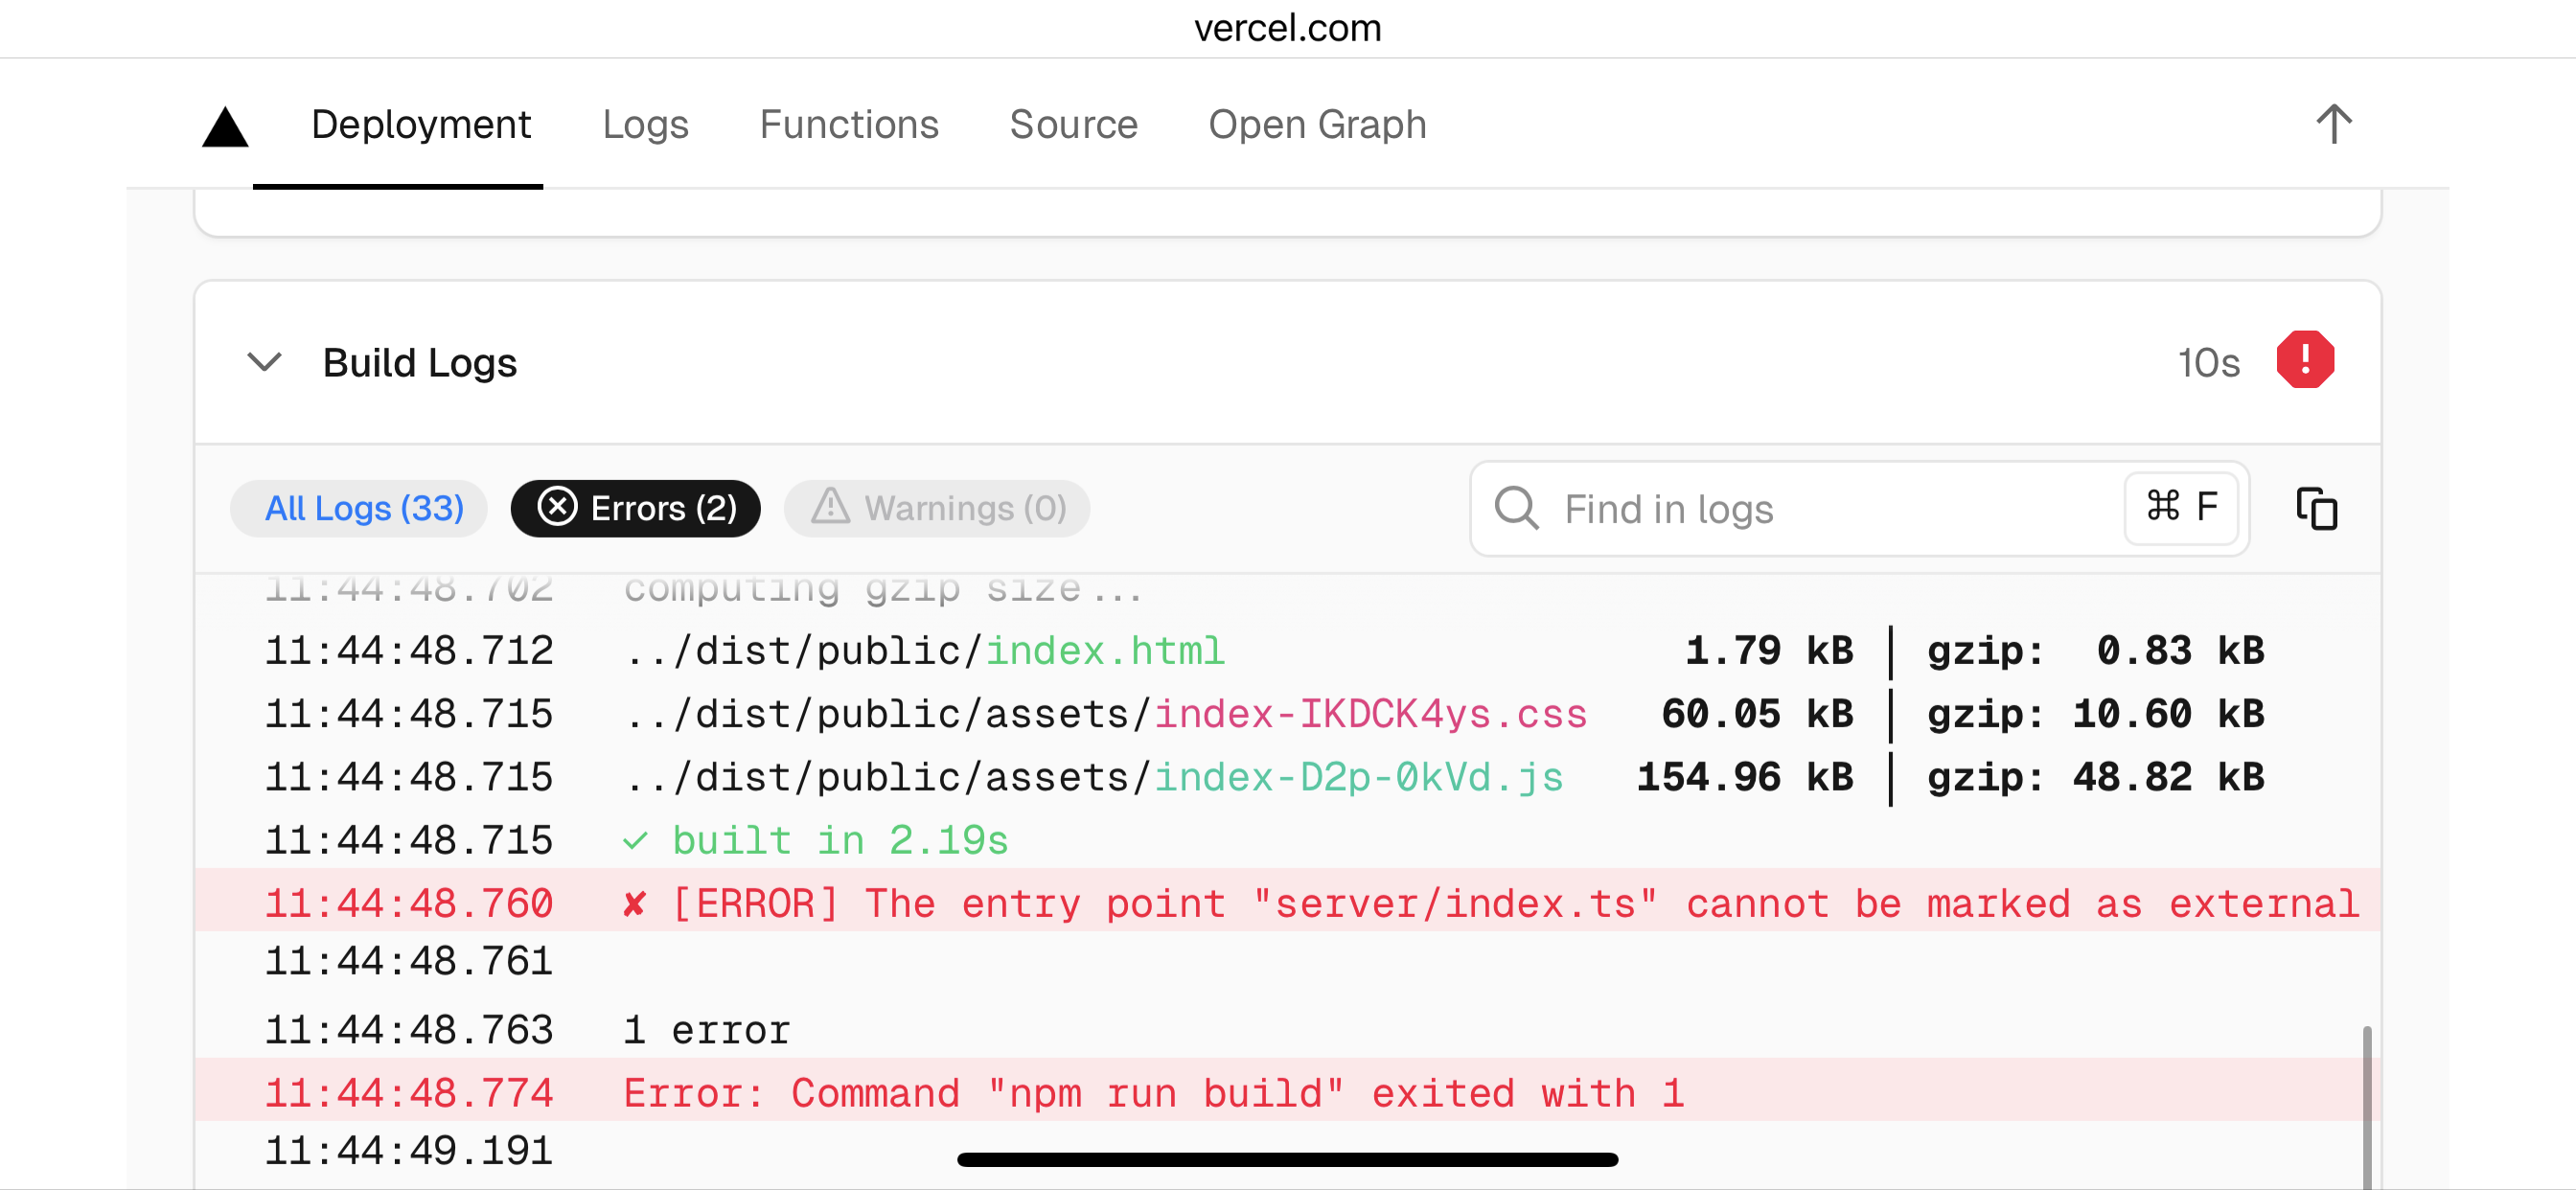 vercel.com
Deployment Logs Functions Source Open Graph
Build Logs 10s
All Logs (33) Errors (2) Warnings (0) Find in logs ⌘ F
11:44:48.702 computing gzip size...
11:44:48.712 ../dist/public/index.html 1.79 kB │ gzip: 0.83 kB
11:44:48.715 ../dist/public/assets/index-IKDCK4ys.css 60.05 kB │ gzip: 10.60 kB
11:44:48.715 ../dist/public/assets/index-D2p-0kVd.js 154.96 kB │ gzip: 48.82 kB
11:44:48.715 ✓ built in 2.19s
11:44:48.760 ✘ [ERROR] The entry point "server/index.ts" cannot be marked as external
11:44:48.761
11:44:48.763 1 error
11:44:48.774 Error: Command "npm run build" exited with 1
11:44:49.191